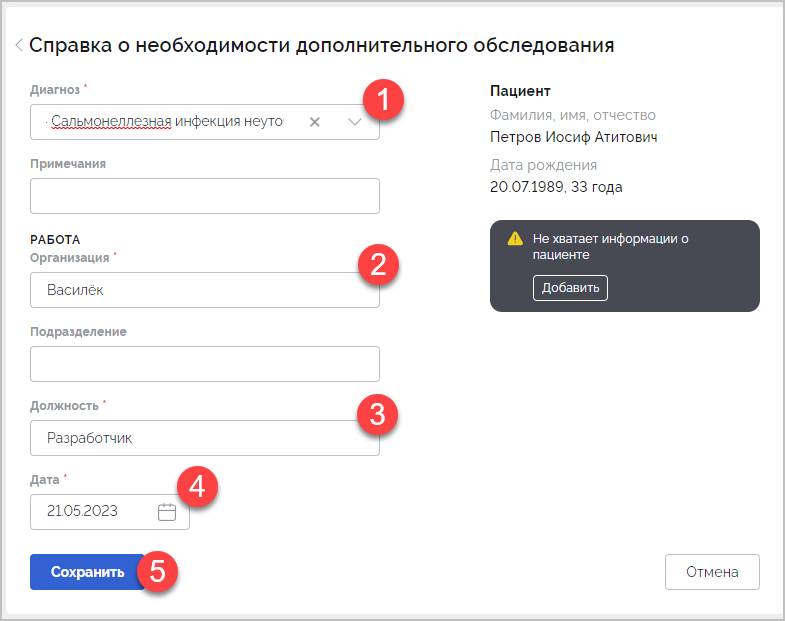 Справка о необходимости дополнительного обследования
Диагноз *
1
· Сальмонеллезная инфекция неуто
Примечания
РАБОТА
Организация *
2
Василёк
Подразделение
Должность *
3
Разработчик
Дата *
4
21.05.2023
Сохранить
5
Пациент
Фамилия, имя, отчество
Петров Иосиф Атитович
Дата рождения
20.07.1989, 33 года
Не хватает информации о
пациенте
Добавить
Отмена